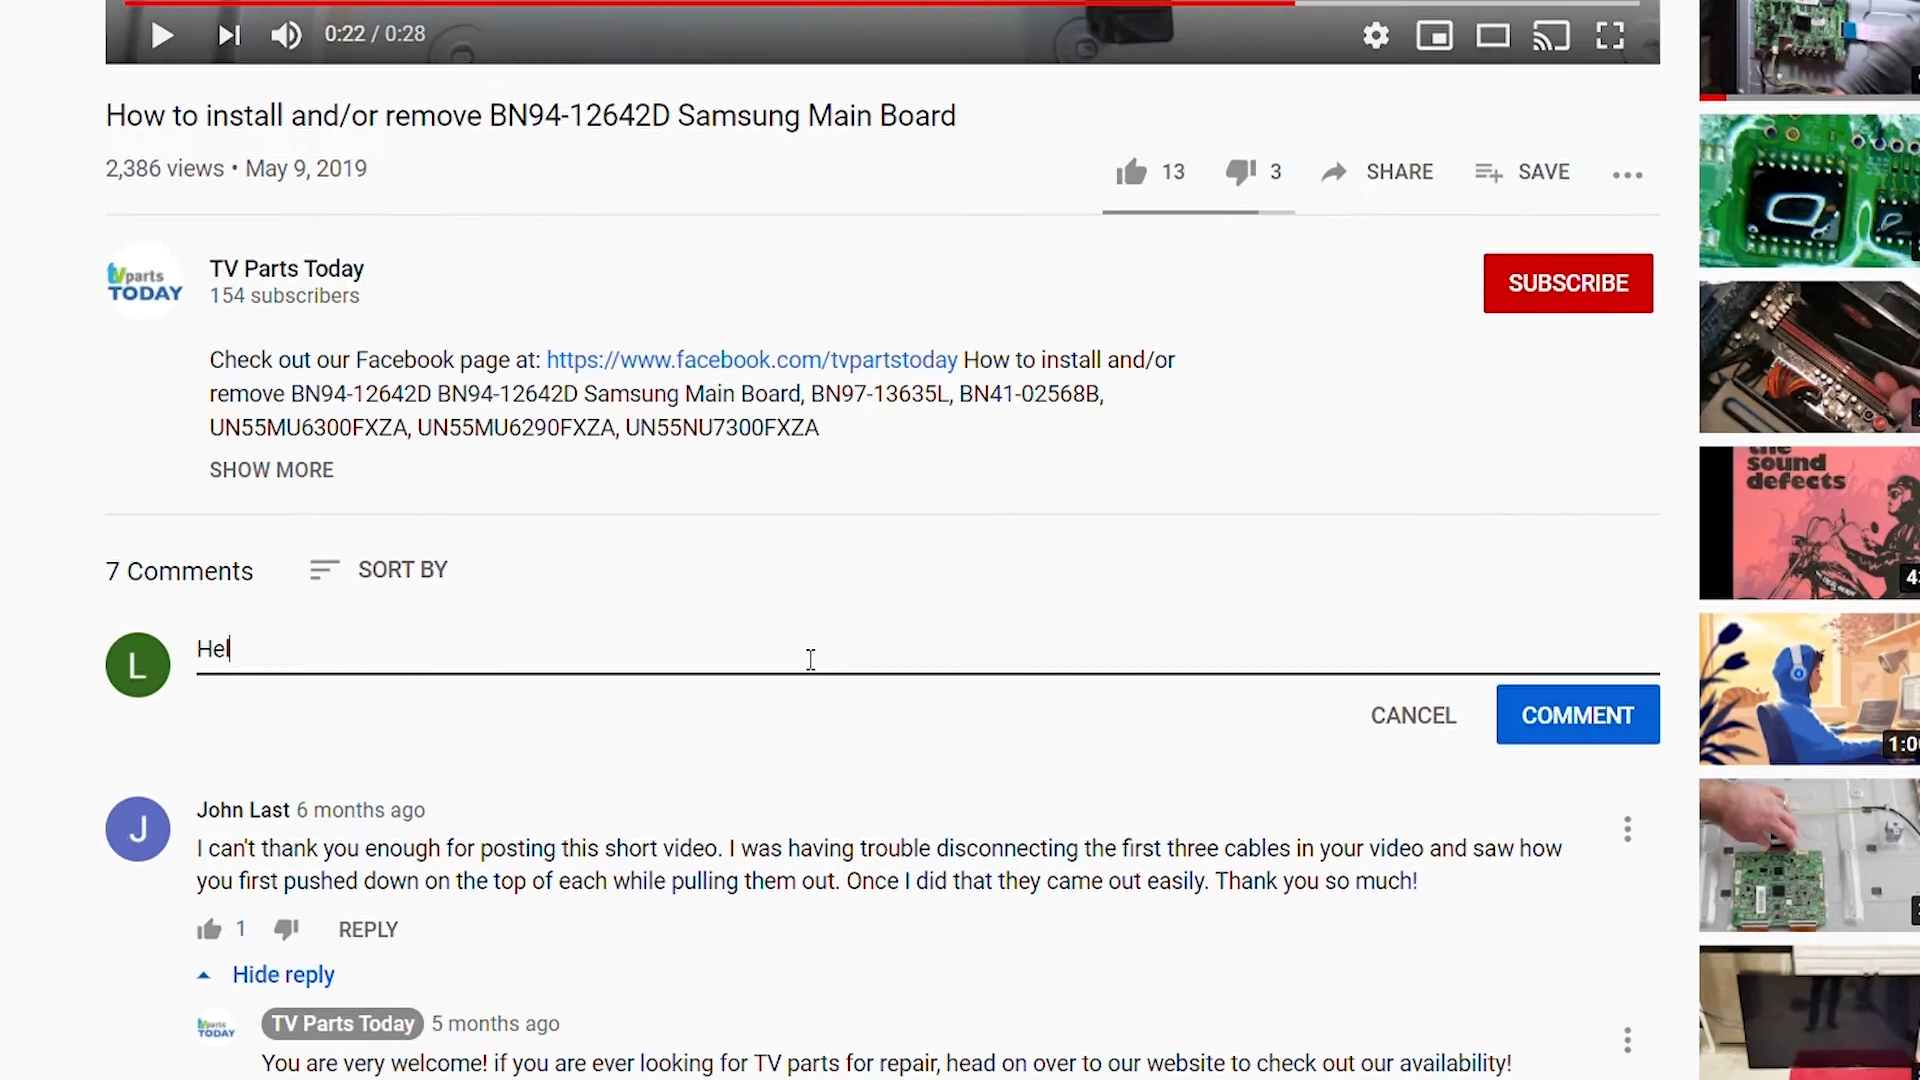 0:22 / 0:28
How to install and/or remove BN94-12642D Samsung Main Board
2,386 views • May 9, 2019
13
3
SHARE
SAVE
tvparts
TODAY
TV Parts Today
154 subscribers
SUBSCRIBE
Check out our Facebook page at: https://www.facebook.com/tvpartstoday How to install and/or
remove BN94-12642D BN94-12642D Samsung Main Board, BN97-13635L, BN41-02568B,
UN55MU6300FXZA, UN55MU6290FXZA, UN55NU7300FXZA
SHOW MORE
the
sound
defects
7 Comments
SORT BY
L
Hel
CANCEL
COMMENT
J
John Last 6 months ago
I can't thank you enough for posting this short video. I was having trouble disconnecting the first three cables in your video and saw how
you first pushed down on the top of each while pulling them out. Once I did that they came out easily. Thank you so much!
1
REPLY
Hide reply
tvparts
TODAY
TV Parts Today 5 months ago
You are very welcome! if you are ever looking for TV parts for repair, head on over to our website to check out our availability!